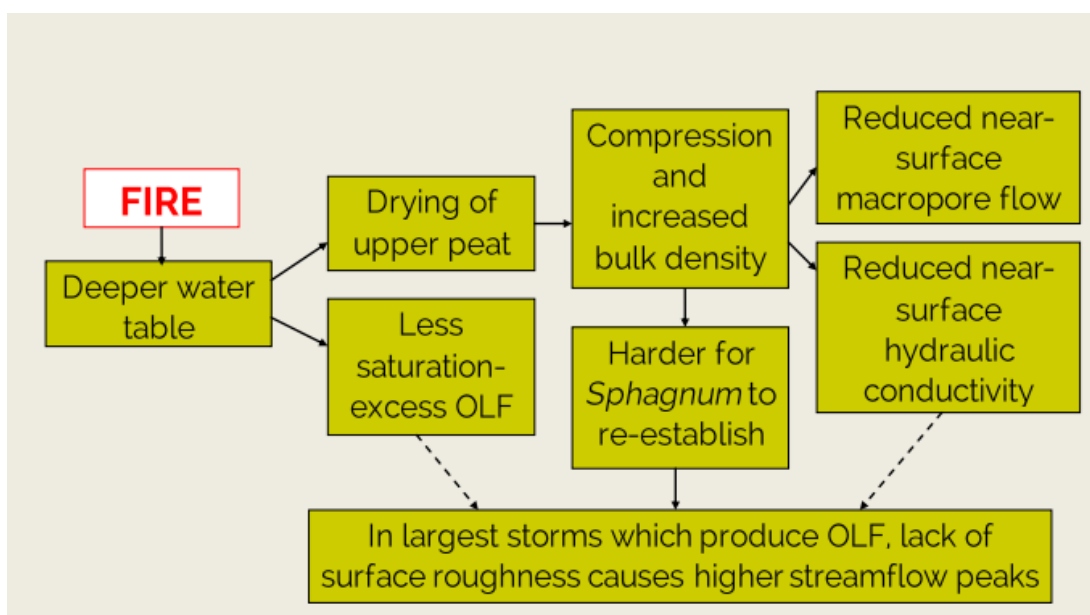 FIRE
Deeper water
table
Drying of
upper peat
Less
saturation-
excess OLF
Compression
and
increased
bulk density
Harder for
Sphagnum to
re-establish
Reduced near-
surface
macropore flow
Reduced near-
surface
hydraulic
conductivity
In largest storms which produce OLF, lack of
surface roughness causes higher streamflow peaks